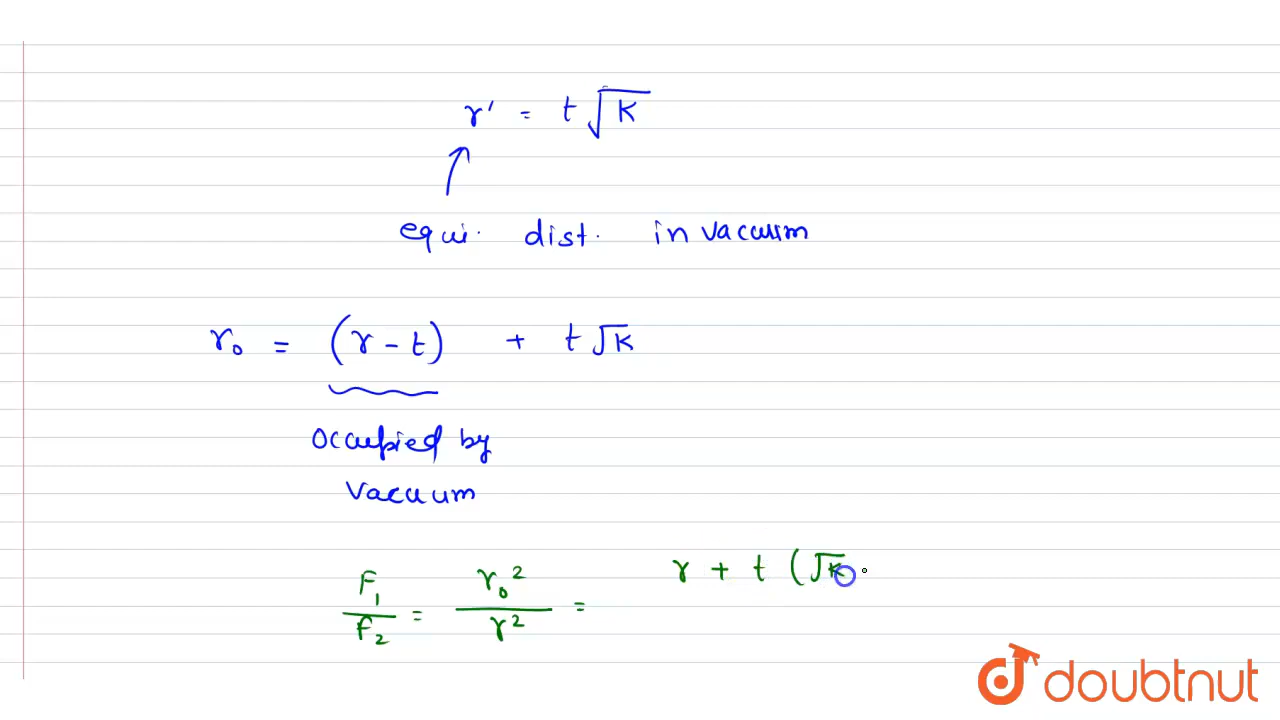 r' = t√K
equi. dist. in vacuum
r₀ = (r - t) + t√K
occupied by
vacuum
F₁/F₂ = r₀²/r² = r + t (√K
doubtnut